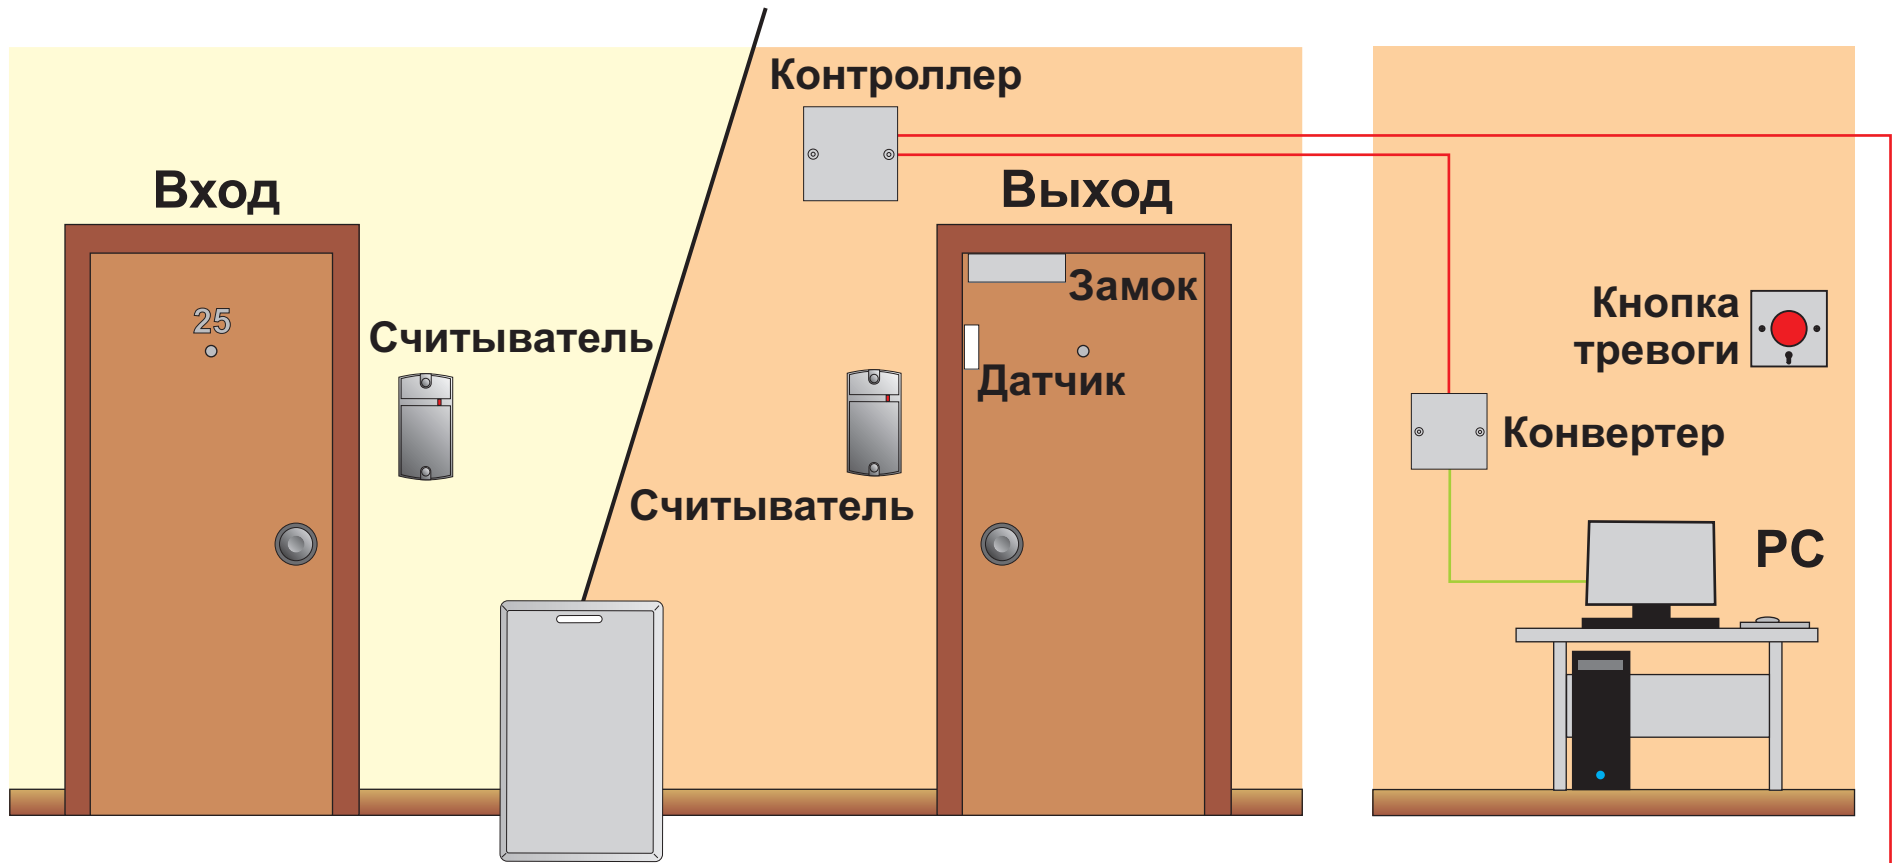 Контроллер
Вход
Выход
25
Считыватель
Замок
Датчик
Считыватель
Кнопка
тревоги
Конвертер
PC